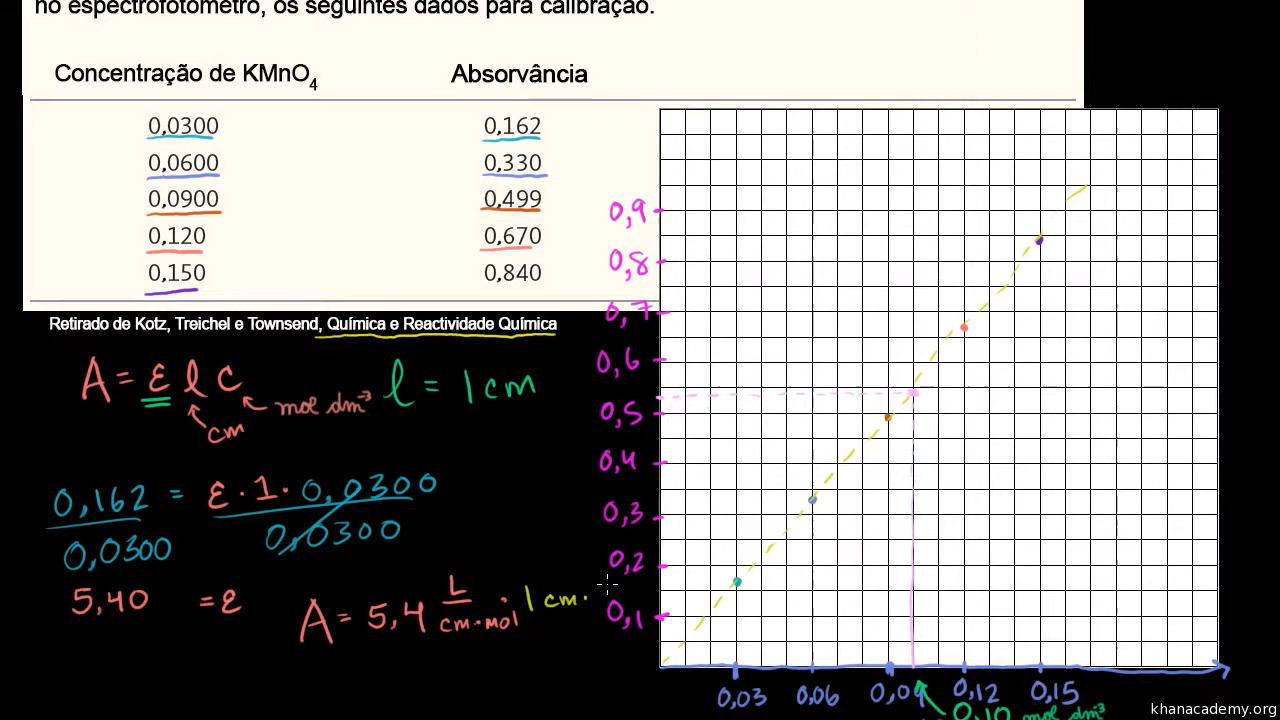 no espectrofotômetro, os seguintes dados para calibração.
Concentração de KMnO4 Absorvância
0,0300 0,162
0,0600 0,330
0,0900 0,499
0,120 0,670
0,150 0,840
Retirado de Kotz, Treichel e Townsend, Química e Reactividade Química
A = ε l c
cm
mol dm⁻³
l = 1 cm
0,162 = ε · 1 · 0,0300
0,0300 0,0300
5,40 = ε
A = 5,4 L/cm·mol · 1 cm ·
0,9
0,8
0,7
0,6
0,5
0,4
0,3
0,2
0,1
0,03 0,06 0,09 0,12 0,15
0,10 mol dm⁻³
khanacademy.org